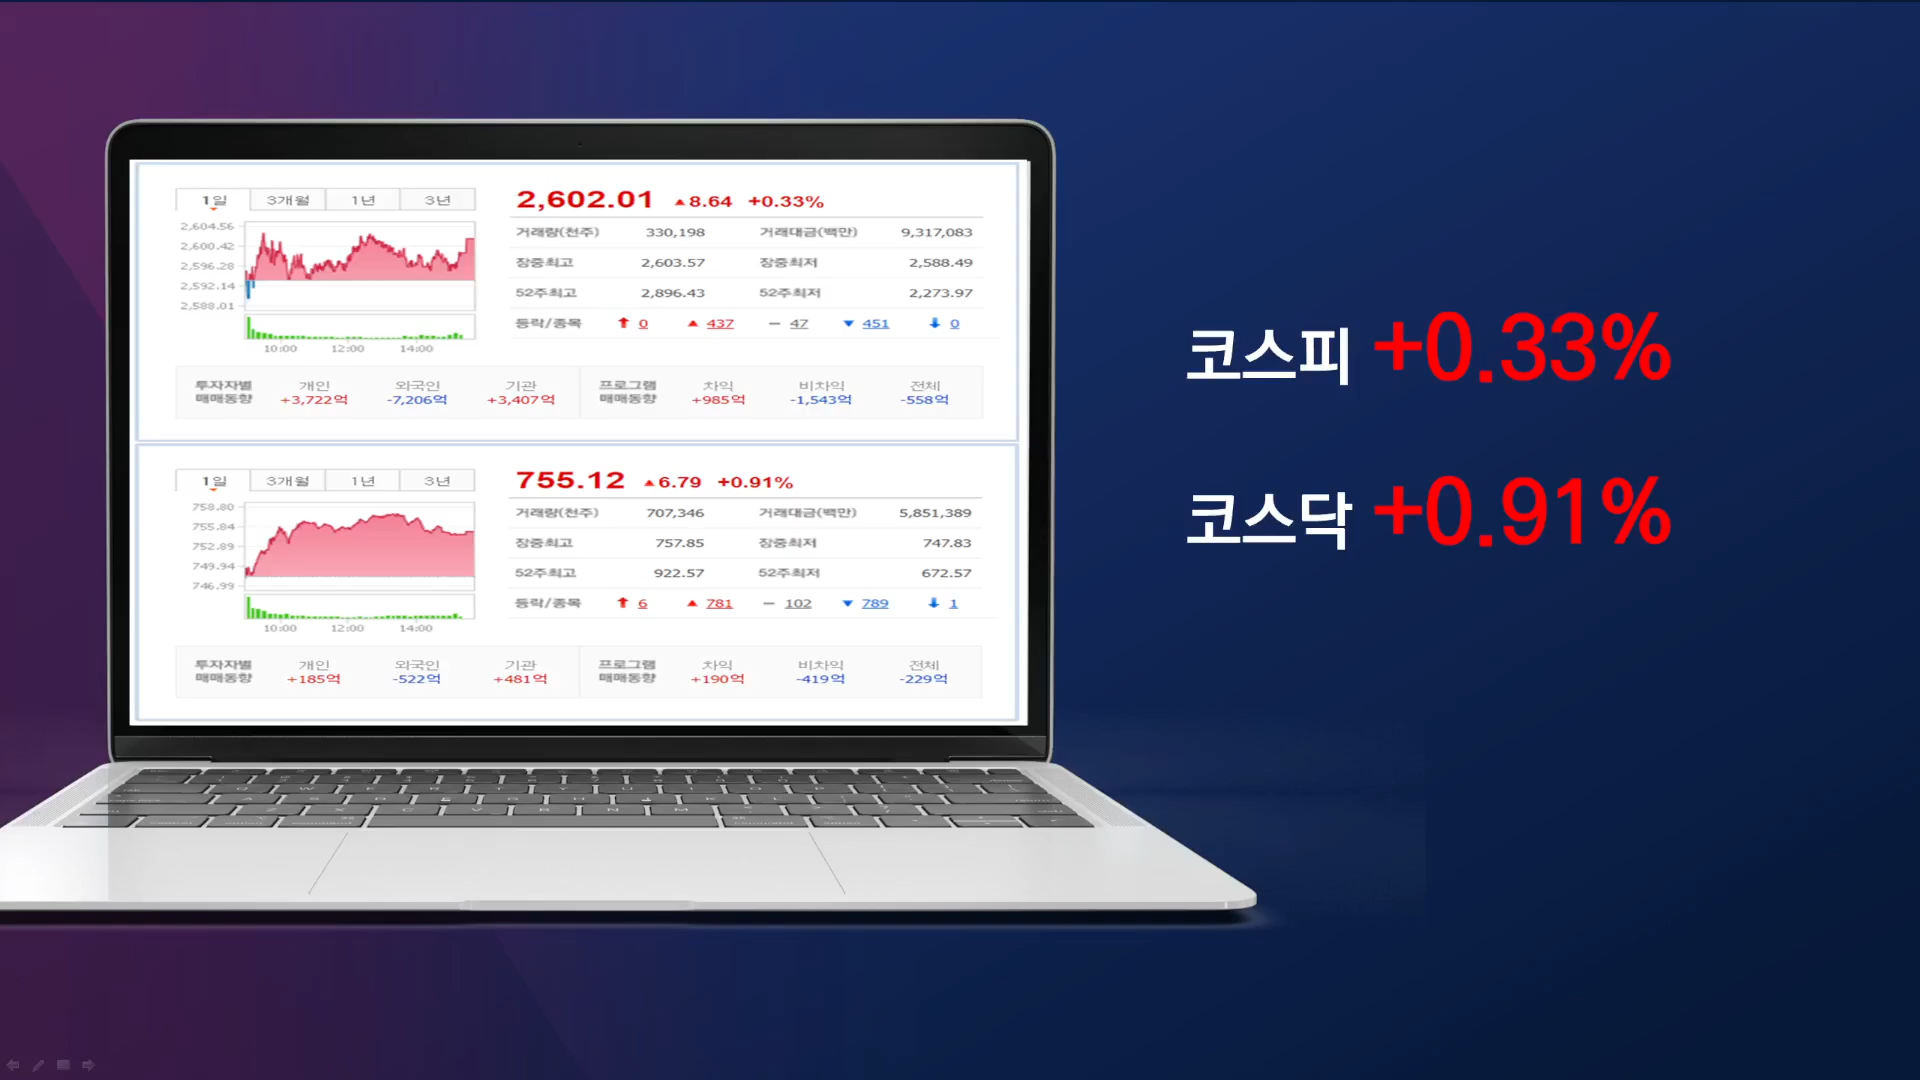 1일 3개월 1년 3년
2,602.01 ▲8.64 +0.33%
2,604.56
2,600.42
2,596.28
2,592.14
2,588.01
10:00 12:00 14:00
거래량(천주) 330,198 거래대금(백만) 9,317,083
장중최고 2,603.57 장중최저 2,588.49
52주최고 2,896.43 52주최저 2,273.97
등락/종목 ↑ 0 ▲ 437 — 47 ▼ 451 ↓ 0
투자자별 매매동향 개인 외국인 기관 프로그램 매매동향 차익 비차익 전체
+3,722억 -7,206억 +3,407억 +985억 -1,543억 -558억
1일 3개월 1년 3년
755.12 ▲6.79 +0.91%
758.80
755.84
752.89
749.94
746.99
10:00 12:00 14:00
거래량(천주) 707,346 거래대금(백만) 5,851,389
장중최고 757.85 장중최저 747.83
52주최고 922.57 52주최저 672.57
등락/종목 ↑ 6 ▲ 781 — 102 ▼ 789 ↓ 1
투자자별 매매동향 개인 외국인 기관 프로그램 매매동향 차익 비차익 전체
+185억 -522억 +481억 +190억 -419억 -229억
코스피 +0.33%
코스닥 +0.91%